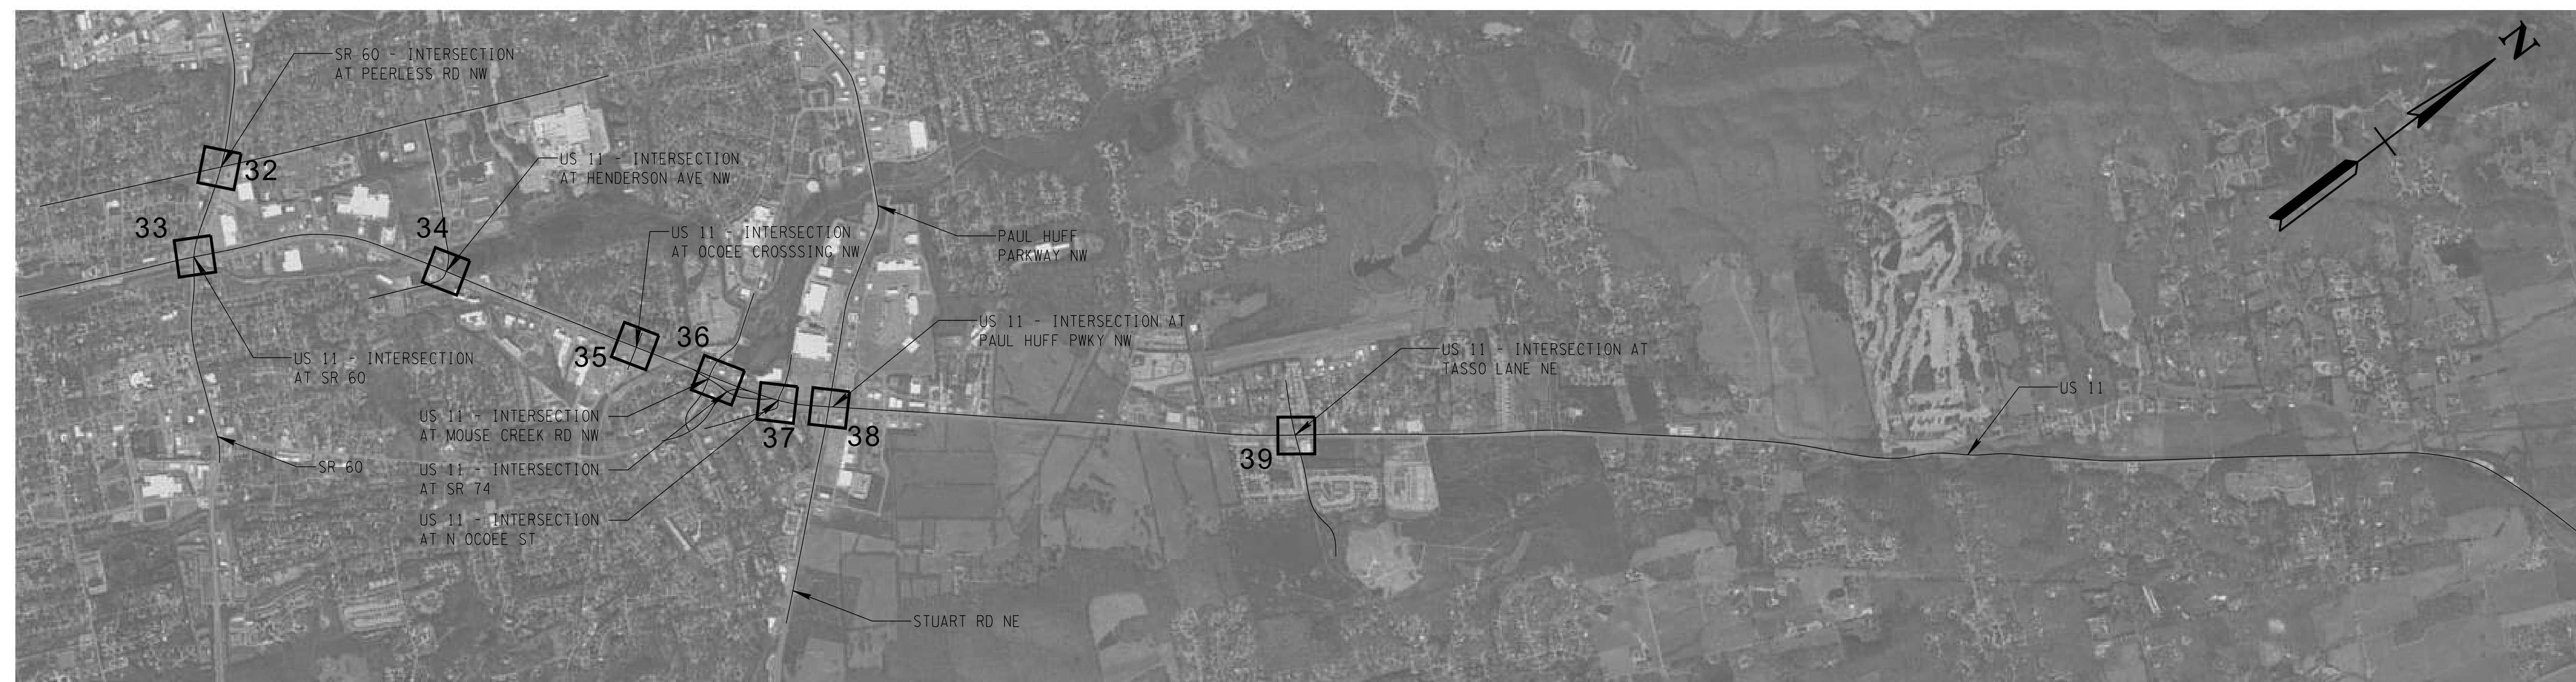 SR 60 - INTERSECTION
AT PEERLESS RD NW
N
32
US 11 - INTERSECTION
AT HENDERSON AVE NW
33
34
US 11 - INTERSECTION
AT OCOEE CROSSSING NW
PAUL HUFF
PARKWAY NW
US 11 - INTERSECTION AT
PAUL HUFF PWKY NW
35
36
US 11 - INTERSECTION
AT SR 60
US 11 - INTERSECTION AT
TASSO LANE NE
US 11
US 11 - INTERSECTION
AT MOUSE CREEK RD NW
37
38
39
SR 60
US 11 - INTERSECTION
AT SR 74
US 11 - INTERSECTION
AT N OCOEE ST
STUART RD NE